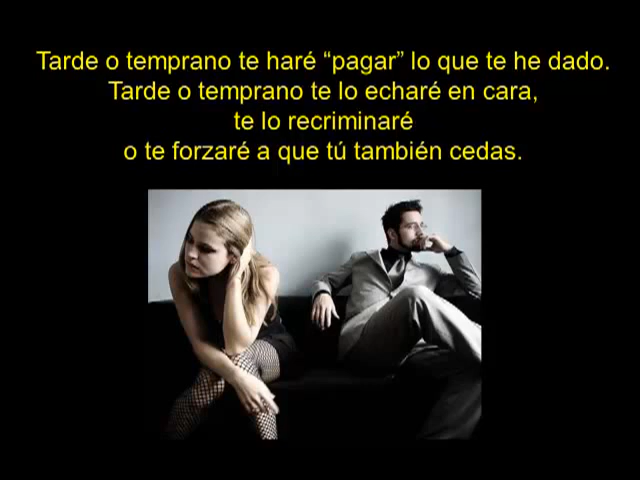 Tarde o temprano te haré “pagar” lo que te he dado.
Tarde o temprano te lo echaré en cara,
te lo recriminaré
o te forzaré a que tú también cedas.